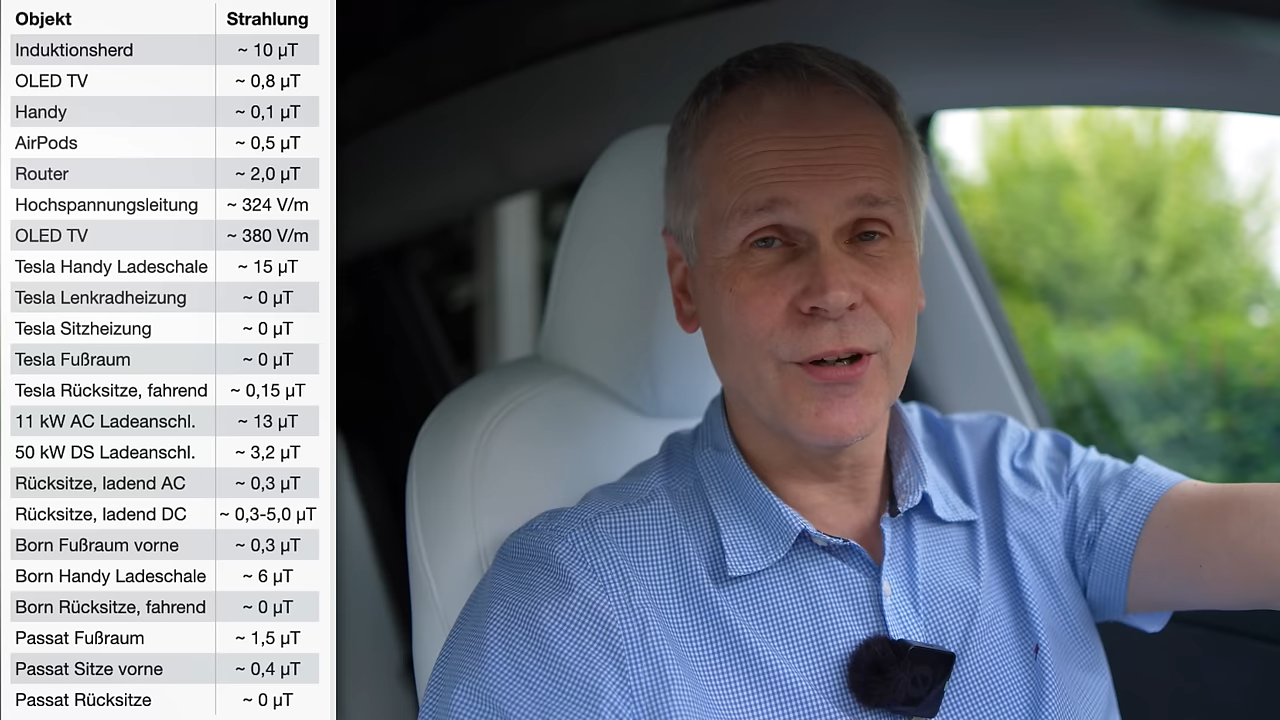 Objekt Strahlung
Induktionsherd ~ 10 µT
OLED TV ~ 0,8 µT
Handy ~ 0,1 µT
AirPods ~ 0,5 µT
Router ~ 2,0 µT
Hochspannungsleitung ~ 324 V/m
OLED TV ~ 380 V/m
Tesla Handy Ladeschale ~ 15 µT
Tesla Lenkradheizung ~ 0 µT
Tesla Sitzheizung ~ 0 µT
Tesla Fußraum ~ 0 µT
Tesla Rücksitze, fahrend ~ 0,15 µT
11 kW AC Ladeanschl. ~ 13 µT
50 kW DS Ladeanschl. ~ 3,2 µT
Rücksitze, ladend AC ~ 0,3 µT
Rücksitze, ladend DC ~ 0,3-5,0 µT
Born Fußraum vorne ~ 0,3 µT
Born Handy Ladeschale ~ 6 µT
Born Rücksitze, fahrend ~ 0 µT
Passat Fußraum ~ 1,5 µT
Passat Sitze vorne ~ 0,4 µT
Passat Rücksitze ~ 0 µT